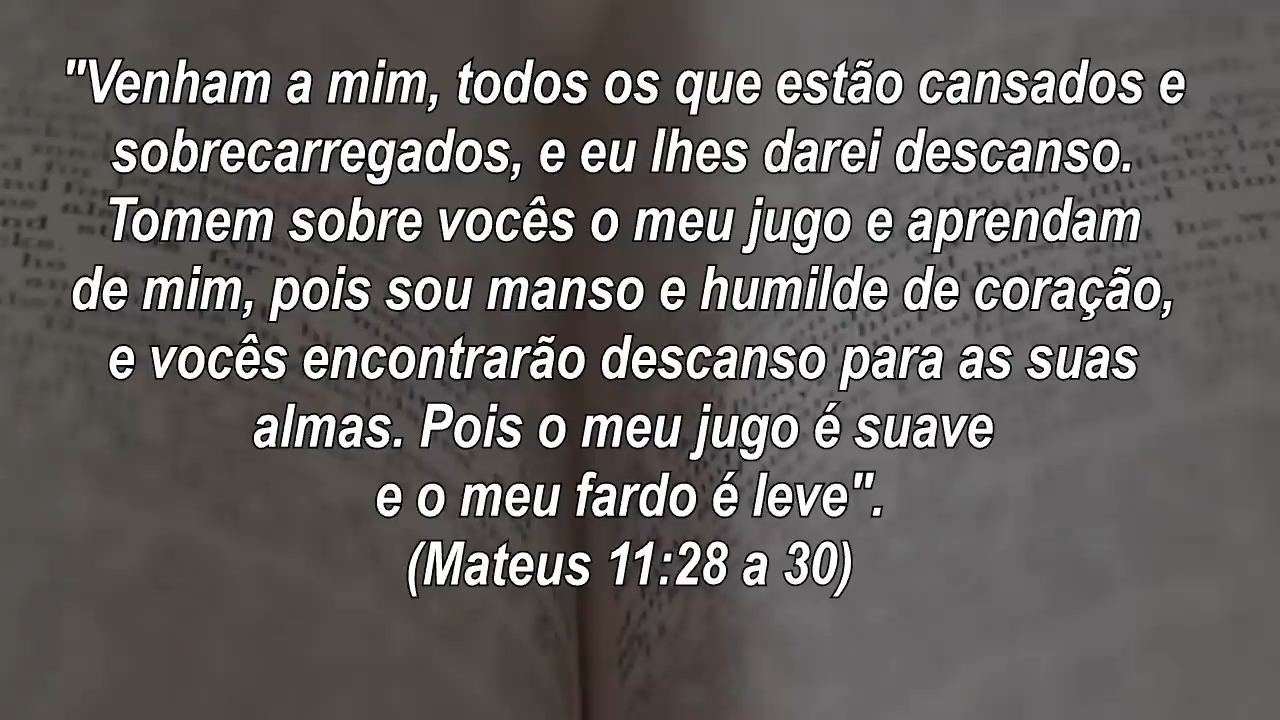 "Venham a mim, todos os que estão cansados e
sobrecarregados, e eu lhes darei descanso.
Tomem sobre vocês o meu jugo e aprendam
de mim, pois sou manso e humilde de coração,
e vocês encontrarão descanso para as suas
almas. Pois o meu jugo é suave
e o meu fardo é leve".
(Mateus 11:28 a 30)